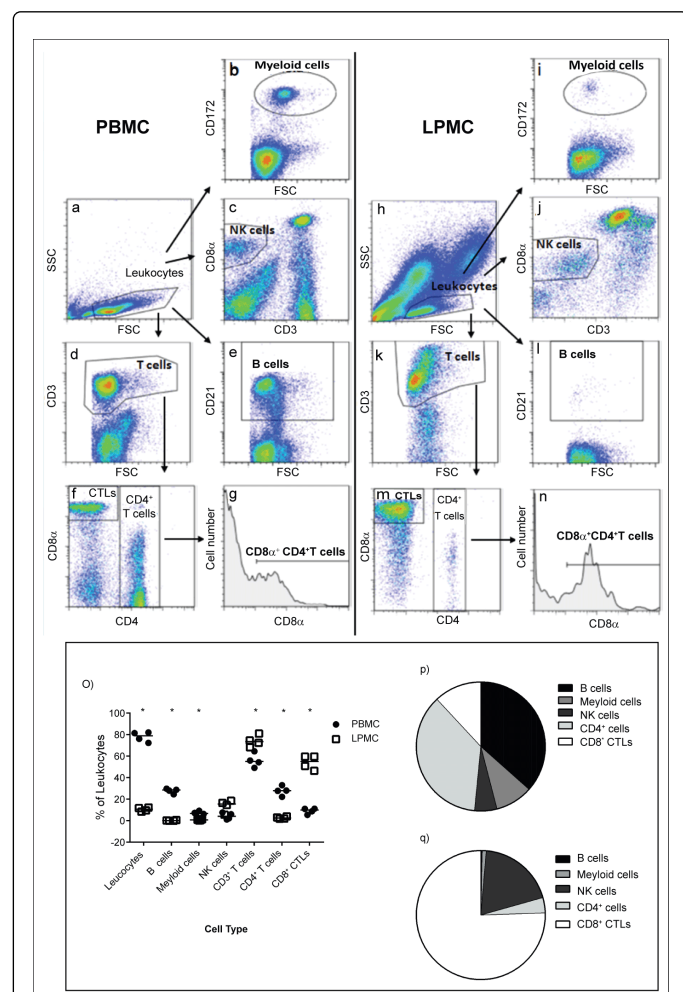 PBMC
LPMC
b
Myeloid cells
CD172
FSC
i
Myeloid cells
CD172
FSC
a
SSC
Leukocytes
FSC
c
NK cells
CD8α
CD3
h
SSC
Leukocytes
FSC
j
NK cells
CD8α
CD3
d
T cells
CD3
FSC
e
B cells
CD21
FSC
k
T cells
CD3
FSC
l
B cells
CD21
FSC
f
CTLs
CD4⁺
T cells
CD8α
CD4
g
Cell number
CD8α⁺ CD4⁺T cells
CD8α
m
CTLs
CD4⁺
T cells
CD8α
CD4
n
Cell number
CD8α⁺CD4⁺T cells
CD8α
O)
% of Leukocytes
100
80
60
40
20
0
-20
* * * * * *
PBMC
LPMC
Leucocytes
B cells
Meyloid cells
NK cells
CD3⁺ T cells
CD4⁺ T cells
CD8⁺ CTLs
Cell Type
p)
B cells
Meyloid cells
NK cells
CD4⁺ cells
CD8⁺ CTLs
q)
B cells
Meyloid cells
NK cells
CD4⁺ cells
CD8⁺ CTLs